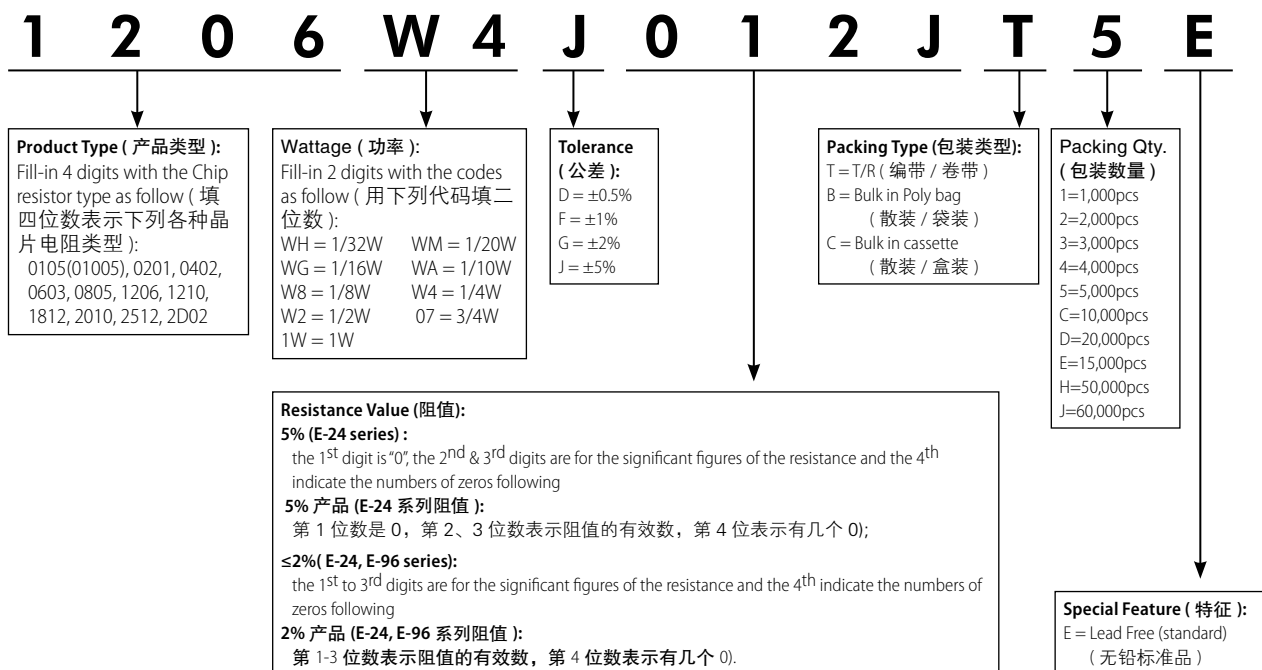 1 2 0 6 W 4 J 0 1 2 J T 5 E
Product Type ( 产品类型 ):
Fill-in 4 digits with the Chip
resistor type as follow ( 填
四位数表示下列各种晶
片电阻类型 ):
0105(01005), 0201, 0402,
0603, 0805, 1206, 1210,
1812, 2010, 2512, 2D02
Wattage ( 功率 ):
Fill-in 2 digits with the codes
as follow ( 用下列代码填二
位数 ):
WH = 1/32W WM = 1/20W
WG = 1/16W WA = 1/10W
W8 = 1/8W W4 = 1/4W
W2 = 1/2W 07 = 3/4W
1W = 1W
Tolerance
( 公差 ):
D = ±0.5%
F = ±1%
G = ±2%
J = ±5%
Packing Type (包装类型):
T = T/R ( 编带 / 卷带 )
B = Bulk in Poly bag
( 散装 / 袋装 )
C = Bulk in cassette
( 散装 / 盒装 )
Packing Qty.
( 包装数量 )
1=1,000pcs
2=2,000pcs
3=3,000pcs
4=4,000pcs
5=5,000pcs
C=10,000pcs
D=20,000pcs
E=15,000pcs
H=50,000pcs
J=60,000pcs
Resistance Value (阻值):
5% (E-24 series) :
the 1st digit is "0", the 2nd & 3rd digits are for the significant figures of the resistance and the 4th
indicate the numbers of zeros following
5% 产品 (E-24 系列阻值 ):
第 1 位数是 0，第 2、3 位数表示阻值的有效数，第 4 位表示有几个 0);
≤2%( E-24, E-96 series):
the 1st to 3rd digits are for the significant figures of the resistance and the 4th indicate the numbers of
zeros following
2% 产品 (E-24, E-96 系列阻值 ):
第 1-3 位数表示阻值的有效数，第 4 位数表示有几个 0).
Special Feature ( 特征 ):
E = Lead Free (standard)
( 无铅标准品 )